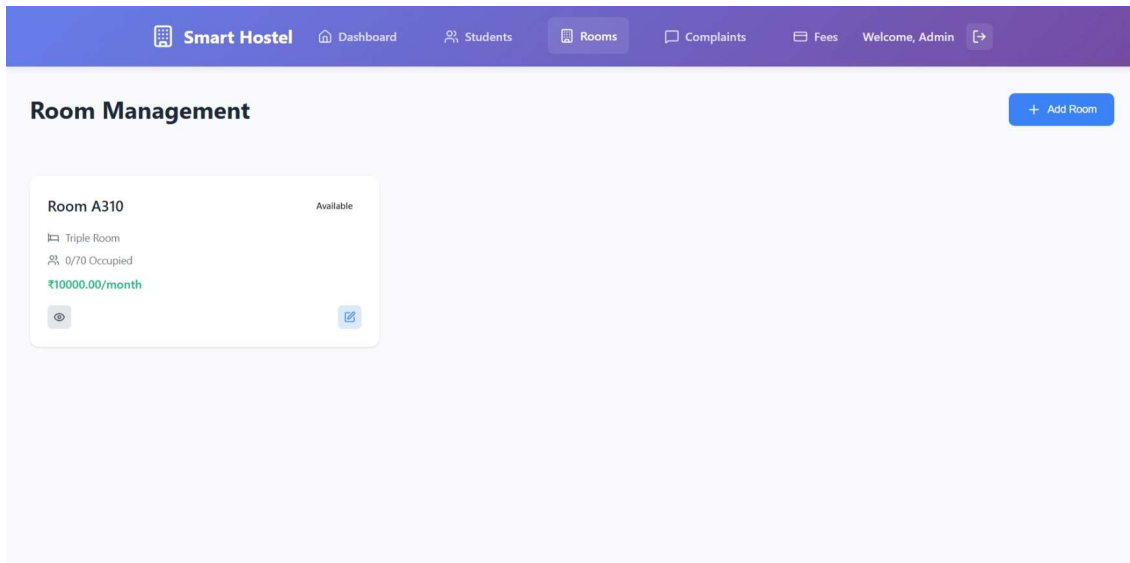 Smart Hostel Dashboard Students Rooms Complaints Fees Welcome, Admin
Room Management
+ Add Room
Room A310
Available
Triple Room
0/70 Occupied
₹10000.00/month